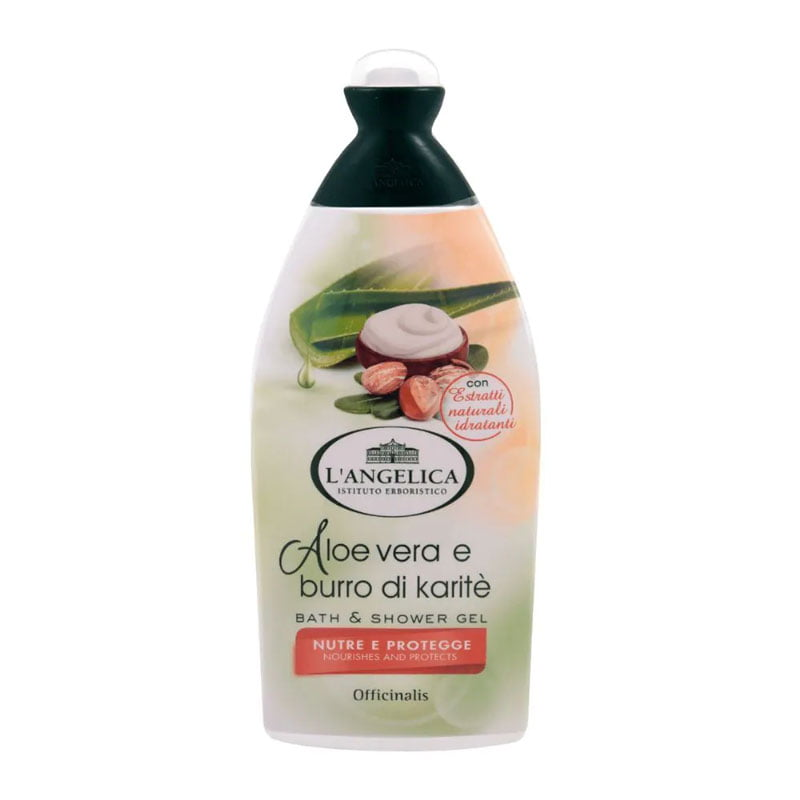 L'ANGELICA
con
Estratti
naturali
idratanti
L'ANGELICA
ISTITUTO ERBORISTICO
Aloe vera e
burro di karitè
BATH & SHOWER GEL
NUTRE E PROTEGGE
NOURISHES AND PROTECTS
Officinalis